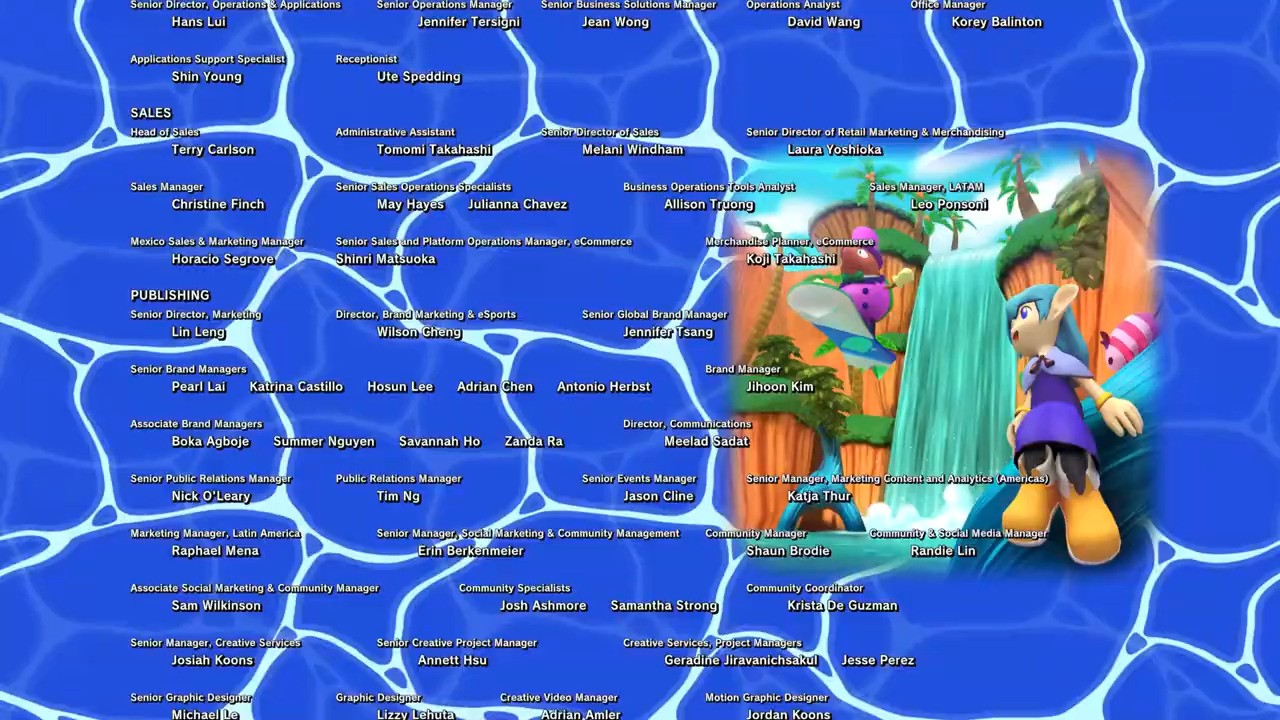 Senior Director, Operations & Applications Senior Operations Manager Senior Business Solutions Manager Operations Analyst Office Manager
Hans Lui Jennifer Tersigni Jean Wong David Wang Korey Balinton
Applications Support Specialist Receptionist
Shin Young Ute Spedding
SALES
Head of Sales Administrative Assistant Senior Director of Sales Senior Director of Retail Marketing & Merchandising
Terry Carlson Tomomi Takahashi Melani Windham Laura Yoshioka
Sales Manager Senior Sales Operations Specialists Business Operations Tools Analyst Sales Manager, LATAM
Christine Finch May Hayes Julianna Chavez Allison Truong Leo Ponsoni
Mexico Sales & Marketing Manager Senior Sales and Platform Operations Manager, eCommerce Merchandise Planner, eCommerce
Horacio Segrove Shinri Matsuoka Koji Takahashi
PUBLISHING
Senior Director, Marketing Director, Brand Marketing & eSports Senior Global Brand Manager
Lin Leng Wilson Cheng Jennifer Tsang
Senior Brand Managers Brand Manager
Pearl Lai Katrina Castillo Hosun Lee Adrian Chen Antonio Herbst Jihoon Kim
Associate Brand Managers Director, Communications
Boka Agboje Summer Nguyen Savannah Ho Zanda Ra Meelad Sadat
Senior Public Relations Manager Public Relations Manager Senior Events Manager Senior Manager, Marketing Content and Analytics (Americas)
Nick O'Leary Tim Ng Jason Cline Katja Thur
Marketing Manager, Latin America Senior Manager, Social Marketing & Community Management Community Manager Community & Social Media Manager
Raphael Mena Erin Berkenmeier Shaun Brodie Randie Lin
Associate Social Marketing & Community Manager Community Specialists Community Coordinator
Sam Wilkinson Josh Ashmore Samantha Strong Krista De Guzman
Senior Manager, Creative Services Senior Creative Project Manager Creative Services, Project Managers
Josiah Koons Annett Hsu Geradine Jiravanichsakul Jesse Perez
Senior Graphic Designer Graphic Designer Creative Video Manager Motion Graphic Designer
Michael Le Lizzy Lehuta Adrian Amler Jordan Koons